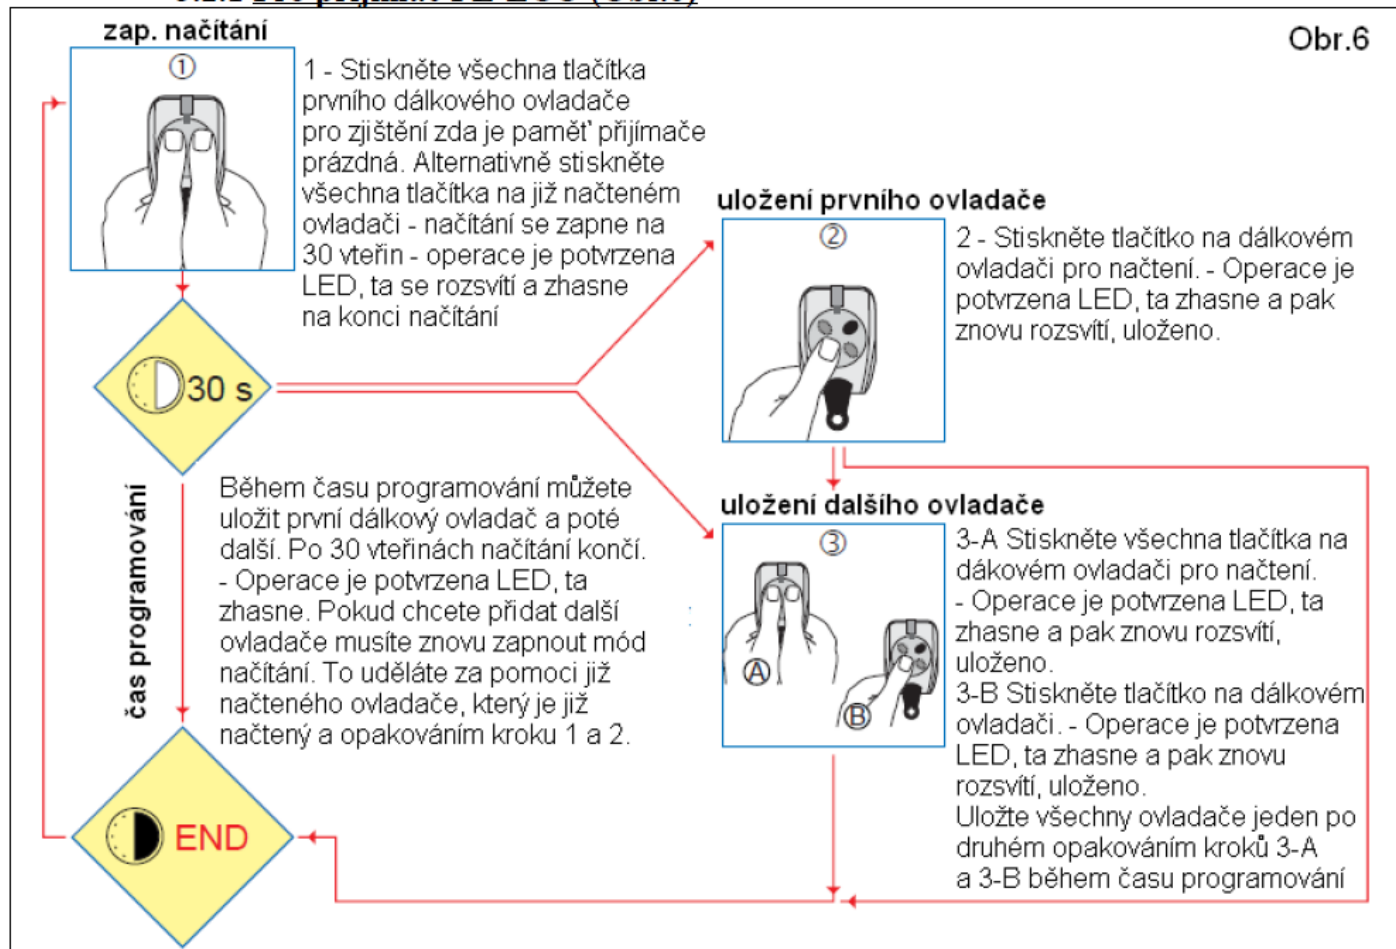 zap. načítání
Obr.6
①
1 - Stiskněte všechna tlačítka
prvního dálkového ovladače
pro zjištění zda je paměť přijímače
prázdná. Alternativně stiskněte
všechna tlačítka na již načteném
ovladači - načítání se zapne na
30 vteřin - operace je potvrzena
LED, ta se rozsvítí a zhasne
na konci načítání
30 s
uložení prvního ovladače
②
2 - Stiskněte tlačítko na dálkovém
ovladači pro načtení. - Operace je
potvrzena LED, ta zhasne a pak
znovu rozsvítí, uloženo.
čas programování
Během času programování můžete
uložit první dálkový ovladač a poté
další. Po 30 vteřinách načítání končí.
- Operace je potvrzena LED, ta
zhasne. Pokud chcete přidat další
ovladače musíte znovu zapnout mód
načítání. To uděláte za pomoci již
načteného ovladače, který je již
načtený a opakováním kroku 1 a 2.
uložení dalšího ovladače
③
A
B
3-A Stiskněte všechna tlačítka na
dákovém ovladači pro načtení.
- Operace je potvrzena LED, ta
zhasne a pak znovu rozsvítí,
uloženo.
3-B Stiskněte tlačítko na dálkovém
ovladači. - Operace je potvrzena
LED, ta zhasne a pak znovu
rozsvítí, uloženo.
Uložte všechny ovladače jeden po
druhém opakováním kroků 3-A
a 3-B během času programování
END